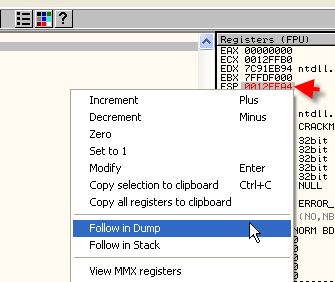 Registers (FPU)
EAX 00000000
ECX 0012FFB0
EDX 7C91EB94 ntdll.
EBX 7FFDF000
ESP 0012FFA4
Increment Plus
Decrement Minus
Zero
Set to 1
Modify Enter
Copy selection to clipboard Ctrl+C
Copy all registers to clipboard
Follow in Dump
Follow in Stack
View MMX registers
ntdll.
CRACKM
32bit
32bit
32bit
32bit
32bit
NULL
ERROR_
(NO,NB
NORM BD